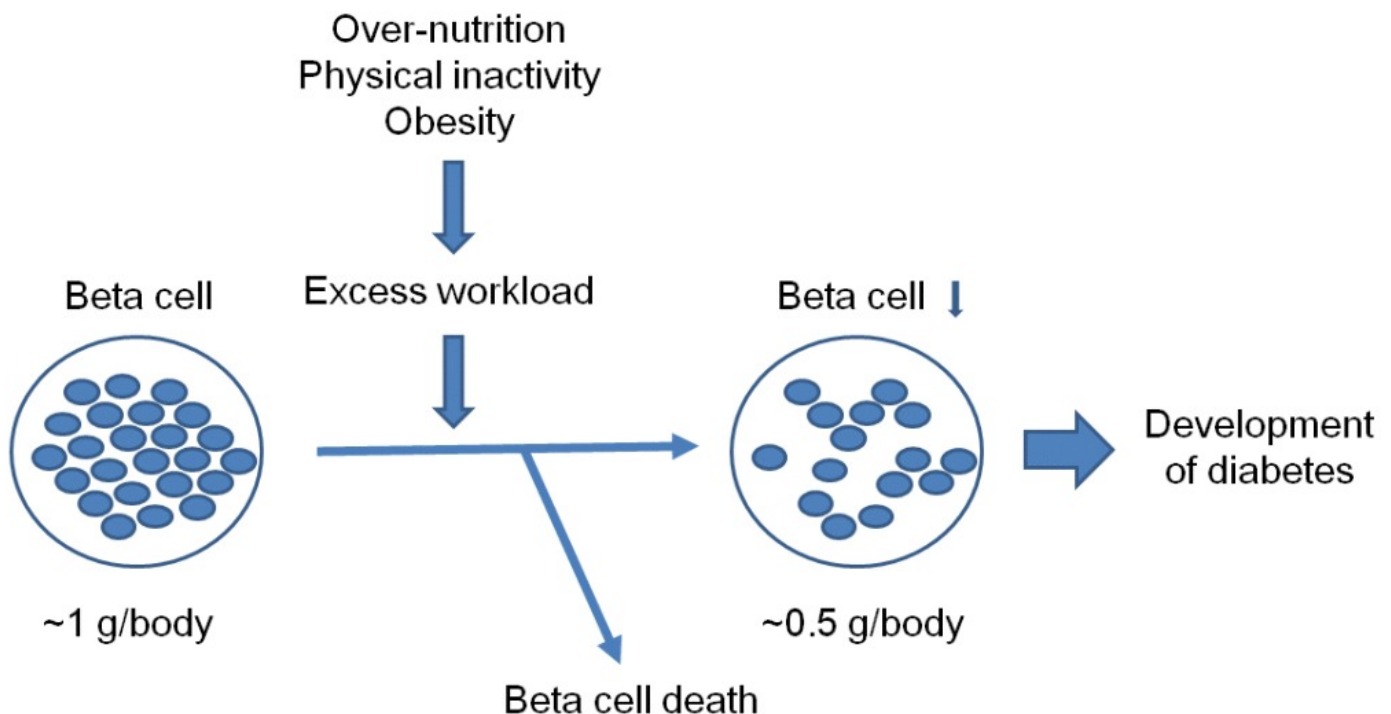 Over-nutrition
Physical inactivity
Obesity
Excess workload
Beta cell
Beta cell
~1 g/body
~0.5 g/body
Development
of diabetes
Beta cell death